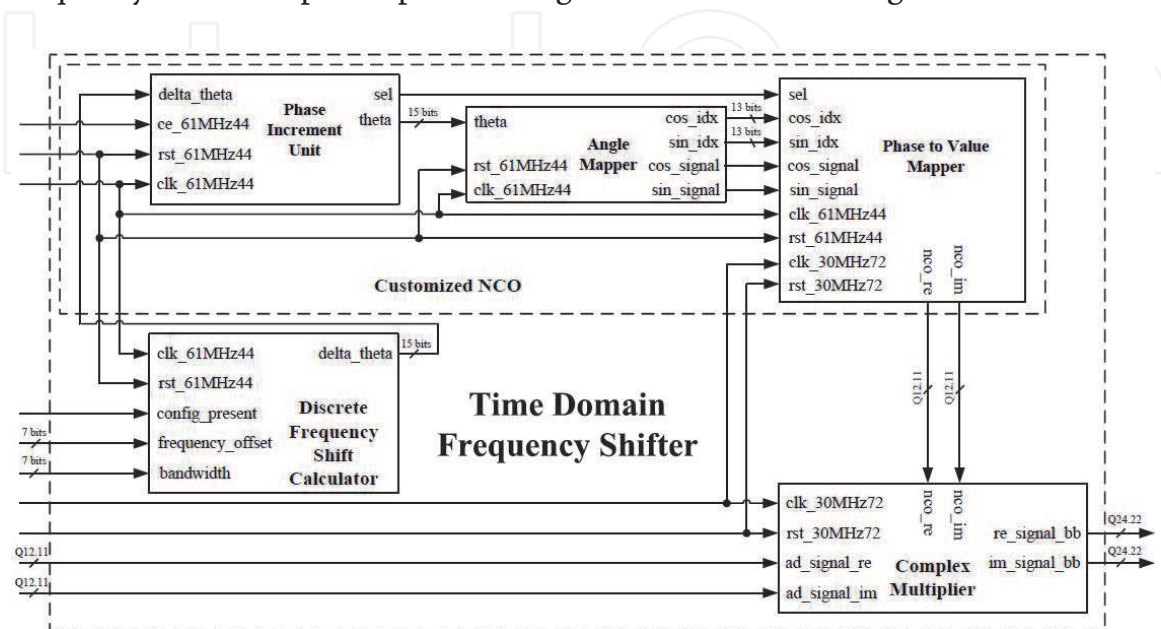 delta_theta
ce_61MHz44
rst_61MHz44
clk_61MHz44
Phase
Increment
Unit
sel
theta
15 bits
theta
rst_61MHz44
clk_61MHz44
Angle
Mapper
cos_idx
sin_idx
cos_signal
sin_signal
13 bits
13 bits
sel
cos_idx
sin_idx
cos_signal
sin_signal
clk_61MHz44
rst_61MHz44
clk_30MHz72
rst_30MHz72
Phase to Value
Mapper
nco_re
nco_im
Customized NCO
clk_61MHz44
rst_61MHz44
config_present
frequency_offset
bandwidth
delta_theta
15 bits
Discrete
Frequency
Shift
Calculator
7 bits
7 bits
Time Domain
Frequency Shifter
Q12.11
Q12.11
clk_30MHz72
rst_30MHz72
ad_signal_re
ad_signal_im
nco_re
nco_im
Complex
Multiplier
re_signal_bb
im_signal_bb
Q24.22
Q24.22
Q12.11
Q12.11